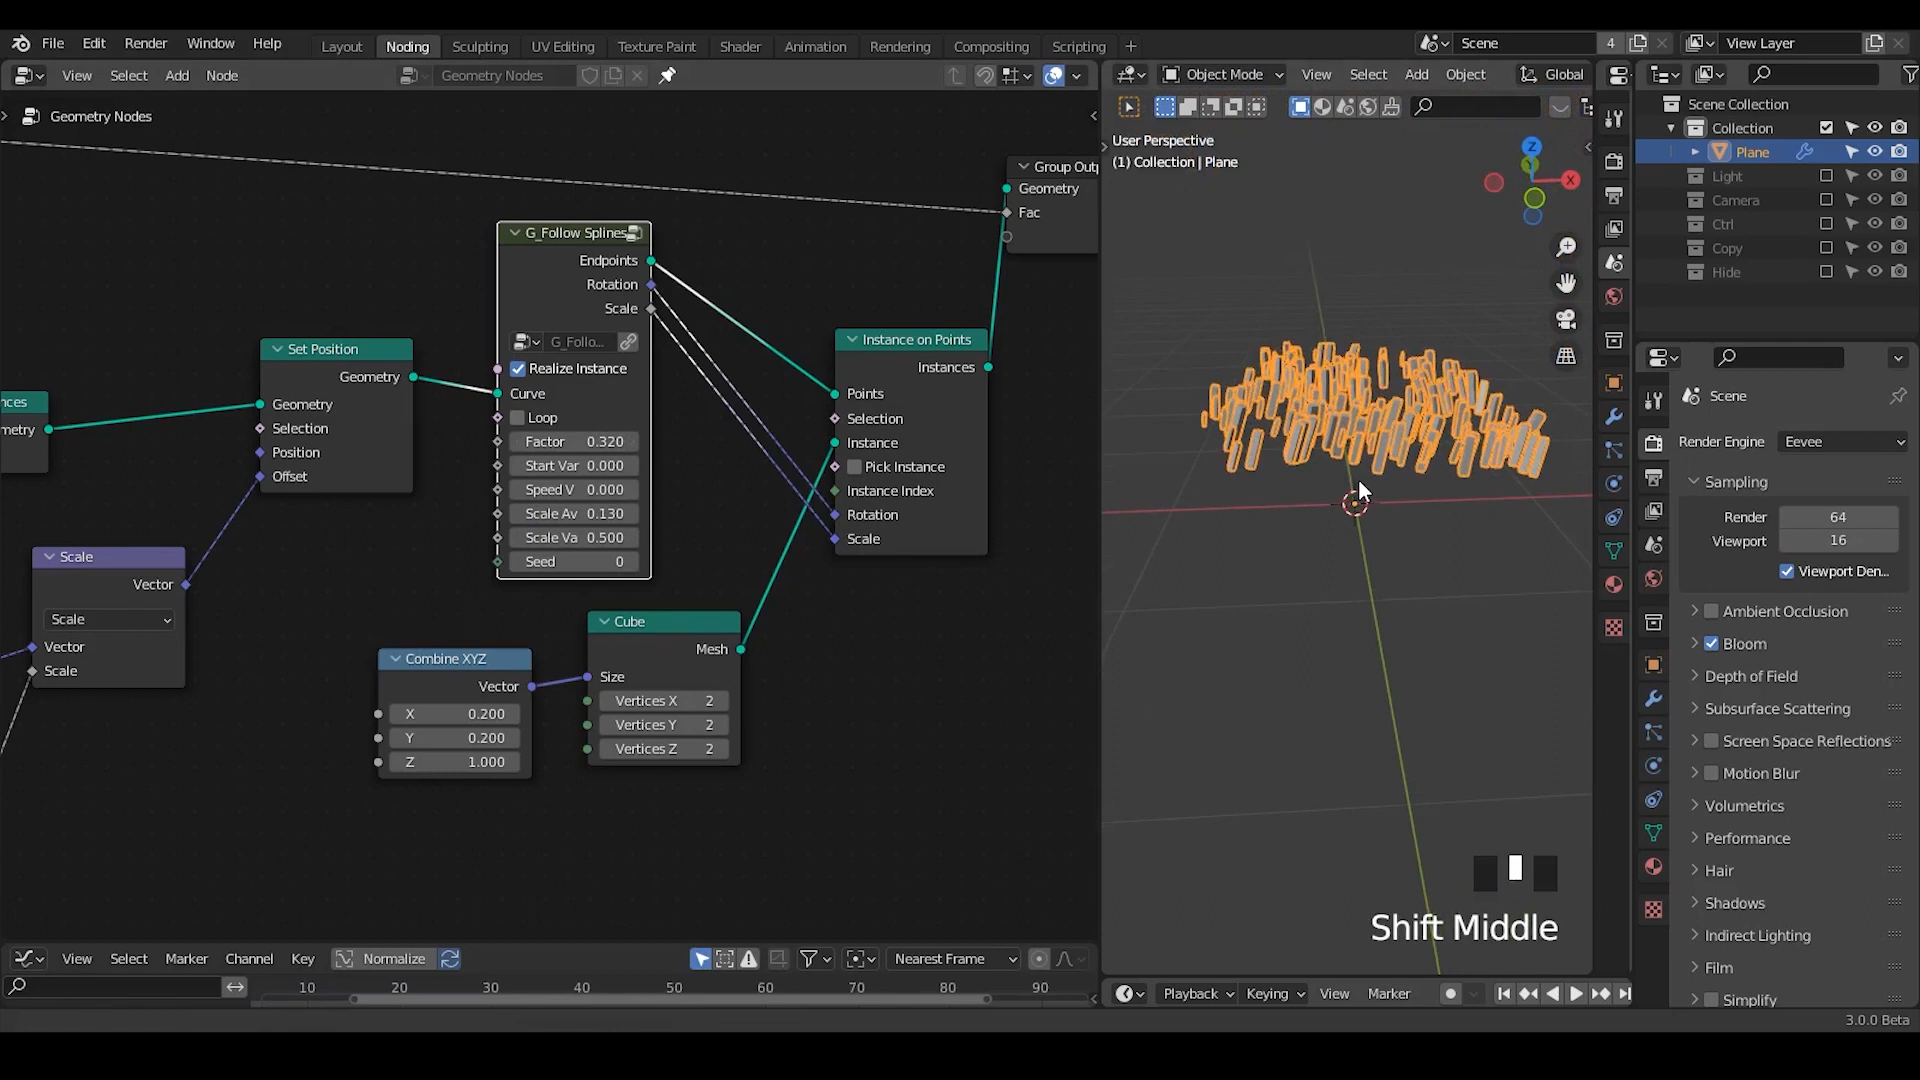 File Edit Render Window Help Layout Noding Sculpting UV Editing Texture Paint Shader Animation Rendering Compositing Scripting + Scene 4 View Layer
View Select Add Node Geometry Nodes Object Mode View Select Add Object Global
Geometry Nodes
User Perspective
(1) Collection | Plane
Z
X
Scene Collection
Collection
Plane
Light
Camera
Ctrl
Copy
Hide
Group Outp
Geometry
Fac
G_Follow Splines
Endpoints
Rotation
Scale
G_Follo...
Realize Instance
Curve
Loop
Factor 0.320
Start Var 0.000
Speed V 0.000
Scale Av 0.130
Scale Va 0.500
Seed 0
Set Position
Geometry
Geometry
Selection
Position
Offset
nces
metry
Instance on Points
Instances
Points
Selection
Instance
Pick Instance
Instance Index
Rotation
Scale
Scale
Vector
Scale
Vector
Scale
Combine XYZ
Vector
X 0.200
Y 0.200
Z 1.000
Cube
Mesh
Size
Vertices X 2
Vertices Y 2
Vertices Z 2
Shift Middle
Scene
Render Engine Eevee
Sampling
Render 64
Viewport 16
Viewport Den...
Ambient Occlusion
Bloom
Depth of Field
Subsurface Scattering
Screen Space Reflections
Motion Blur
Volumetrics
Performance
Hair
Shadows
Indirect Lighting
Film
Simplify
View Select Marker Channel Key Normalize Nearest Frame
10 20 30 40 50 60 70 80 90
Playback Keying View Marker
3.0.0 Beta